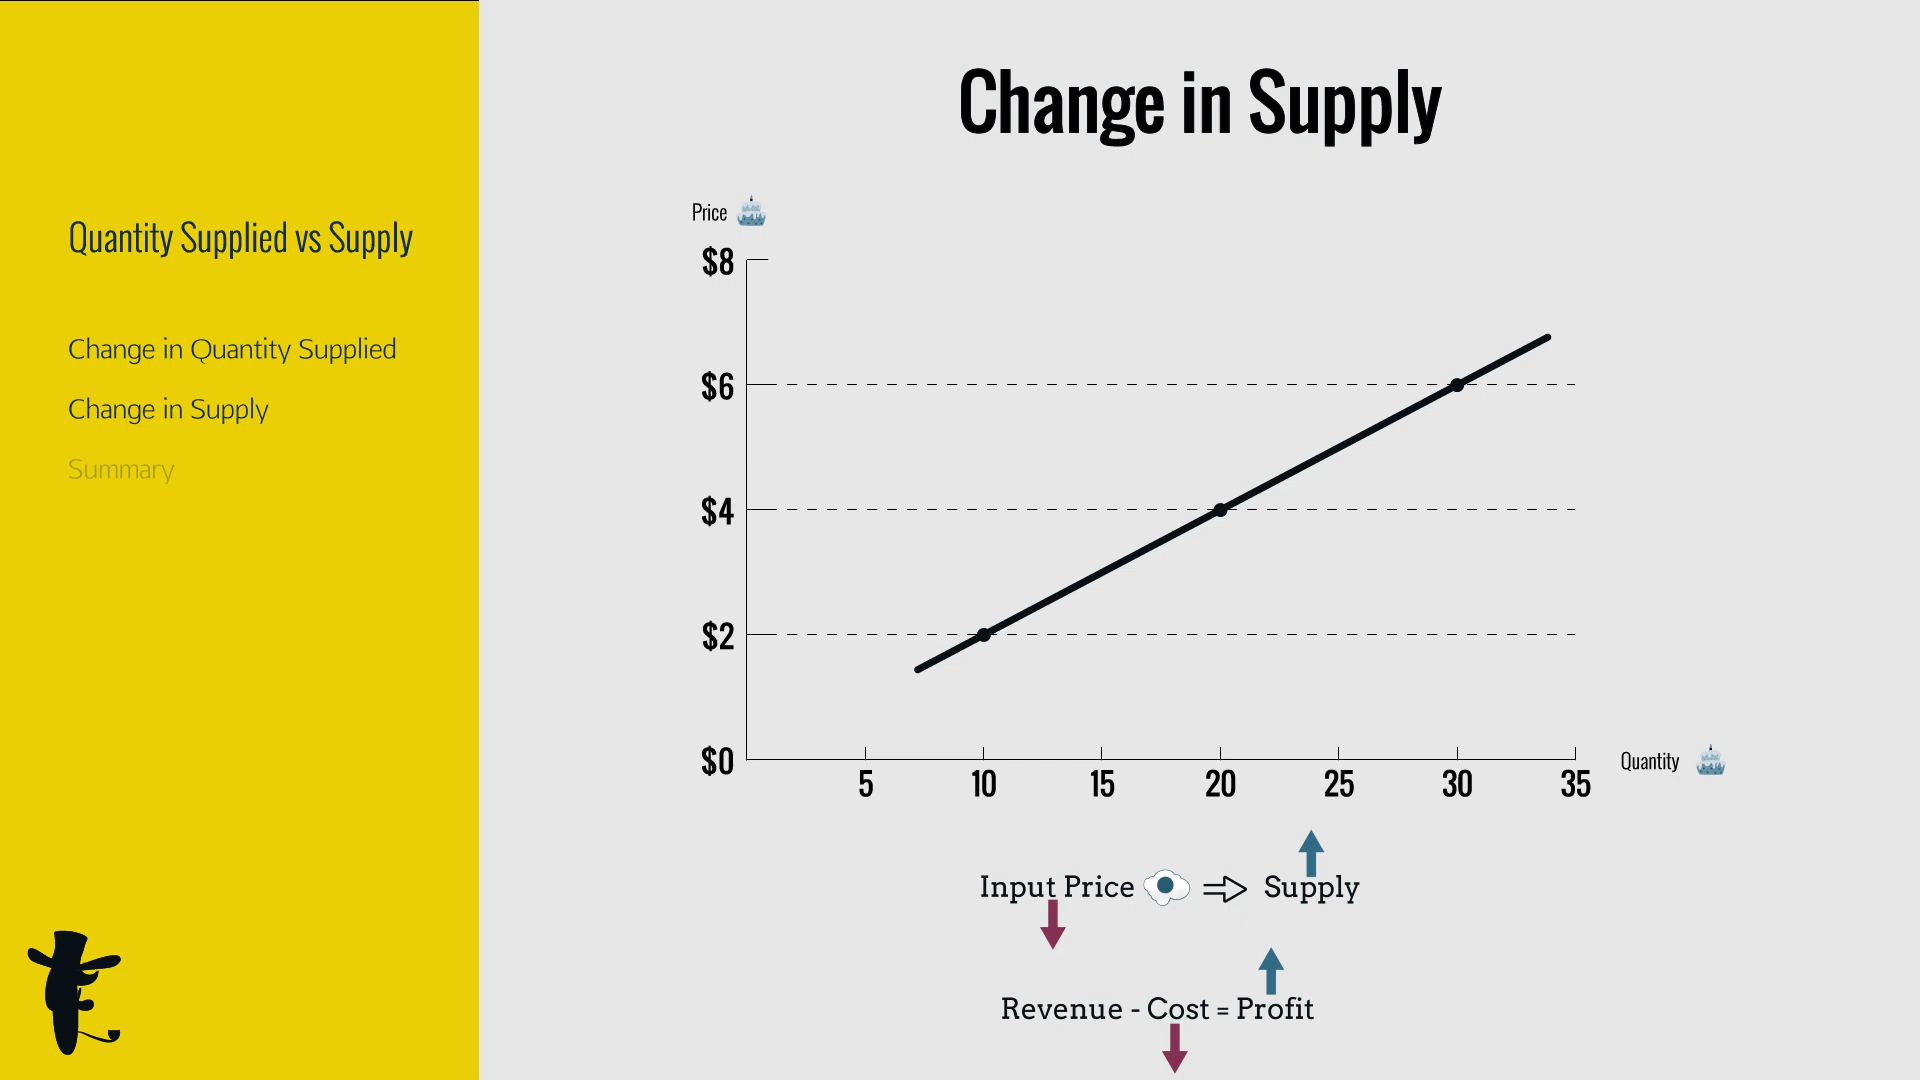 Quantity Supplied vs Supply
Change in Quantity Supplied
Change in Supply
Summary
Change in Supply
Price
$8
$6
$4
$2
$0
5 10 15 20 25 30 35
Quantity
Input Price ⇒ Supply
Revenue - Cost = Profit